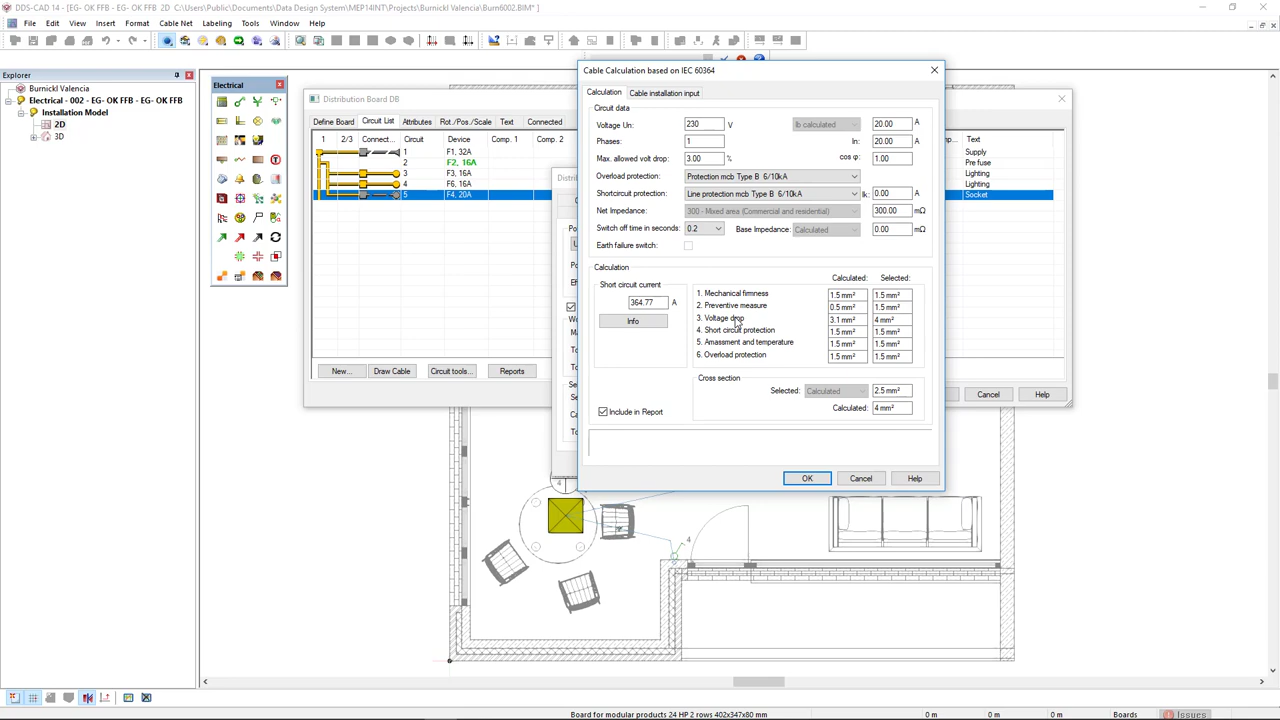 DDS-CAD 14 - [EG- OK FFB - EG- OK FFB 2D C:\Users\Public\Documents\Data Design System\MEP14INT\Projects\Burnickl Valencia\Burn6002.BIM*]
File Edit View Insert Format Cable Net Labeling Tools Window Help
Explorer
Burnickl Valencia
Electrical - 002 - EG- OK FFB - EG- OK FFB
Installation Model
2D
3D
Electrical
Distribution Board DB
Define Board Circuit List Attributes Rot./Pos./Scale Text Connected
1 2/3 Connect... Circuit Device Comp. 1 Comp. 2 Text
1 F1, 32A Supply
2 F2, 16A Pre fuse
3 F3, 16A Lighting
4 F6, 16A Lighting
5 F4, 20A Socket
New... Draw Cable Circuit tools... Reports Cancel Help
Cable Calculation based on IEC 60364
Calculation Cable installation input
Circuit data
Voltage Un: 230 V Ib calculated 20.00 A
Phases: 1 In: 20.00 A
Max. allowed volt drop: 3.00 % cos φ: 1.00
Overload protection: Protection mcb Type B 6/10kA
Shortcircuit protection: Line protection mcb Type B 6/10kA Ik: 0.00 A
Net Impedance: 300 - Mixed area (Commercial and residential) 300.00 mΩ
Switch off time in seconds: 0.2 Base Impedance: Calculated 0.00 mΩ
Earth failure switch:
Calculation
Calculated: Selected:
Short circuit current
364.77 A
Info
1. Mechanical firmness 1.5 mm² 1.5 mm²
2. Preventive measure 0.5 mm² 1.5 mm²
3. Voltage drop 3.1 mm² 4 mm²
4. Short circuit protection 1.5 mm² 1.5 mm²
5. Amassment and temperature 1.5 mm² 1.5 mm²
6. Overload protection 1.5 mm² 1.5 mm²
Cross section
Selected: Calculated 2.5 mm²
Calculated: 4 mm²
Include in Report
OK Cancel Help
4
4
Board for modular products 24 HP 2 rows 402x347x80 mm 0 m 0 m 0 m Boards Issues